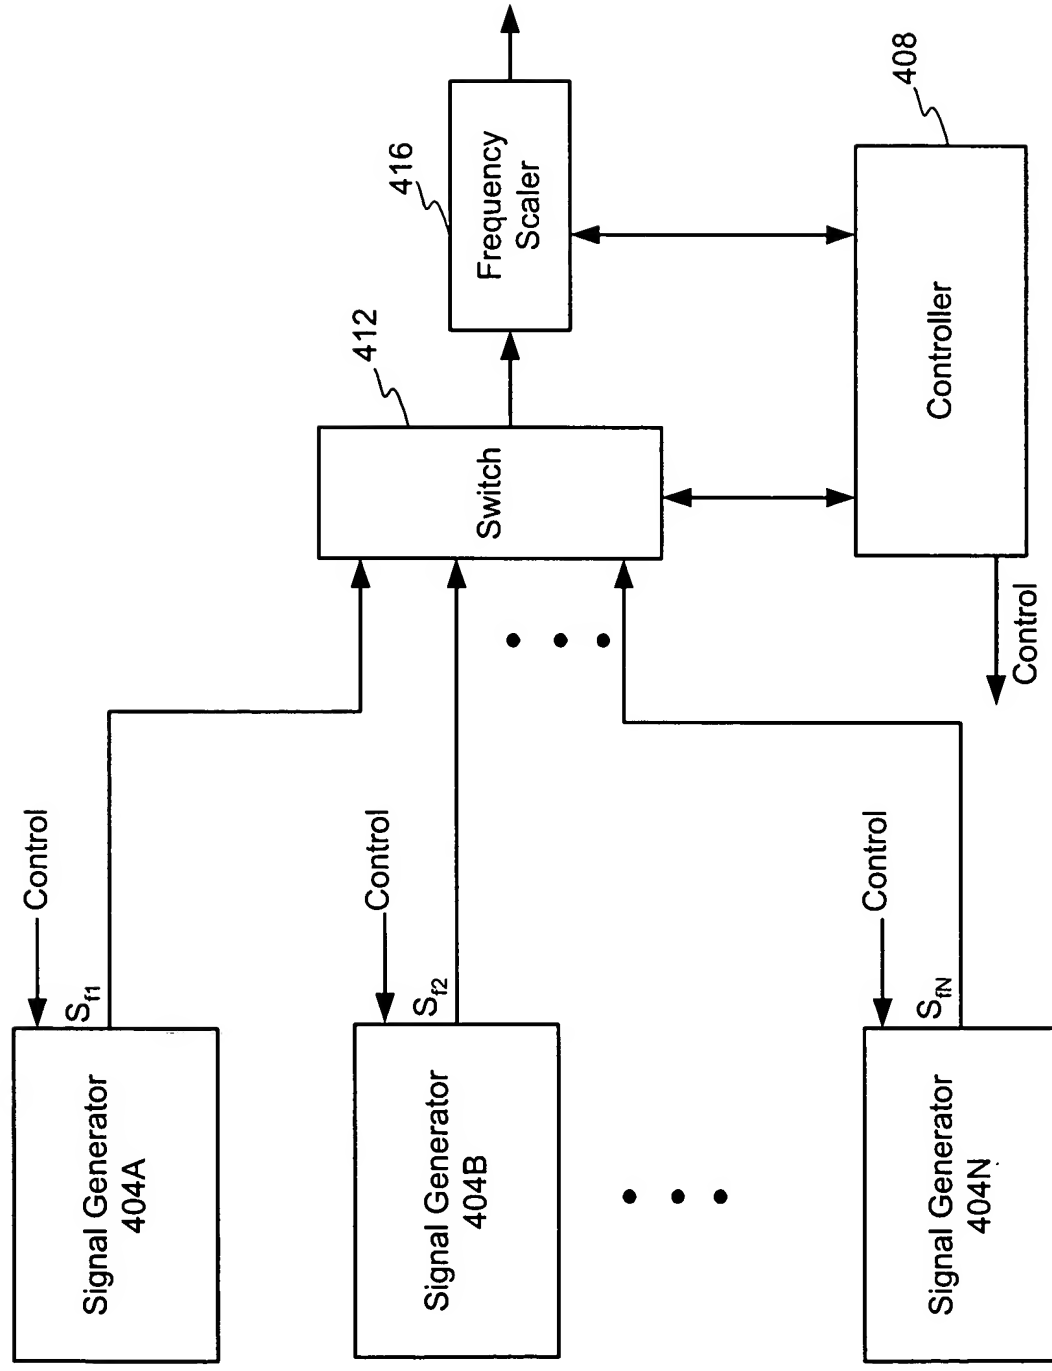 Signal Generator
404A
S_f1
Control
Signal Generator
404B
S_f2
Control
Signal Generator
404N
S_fN
Control
Switch
412
Frequency
Scaler
416
Controller
408
Control